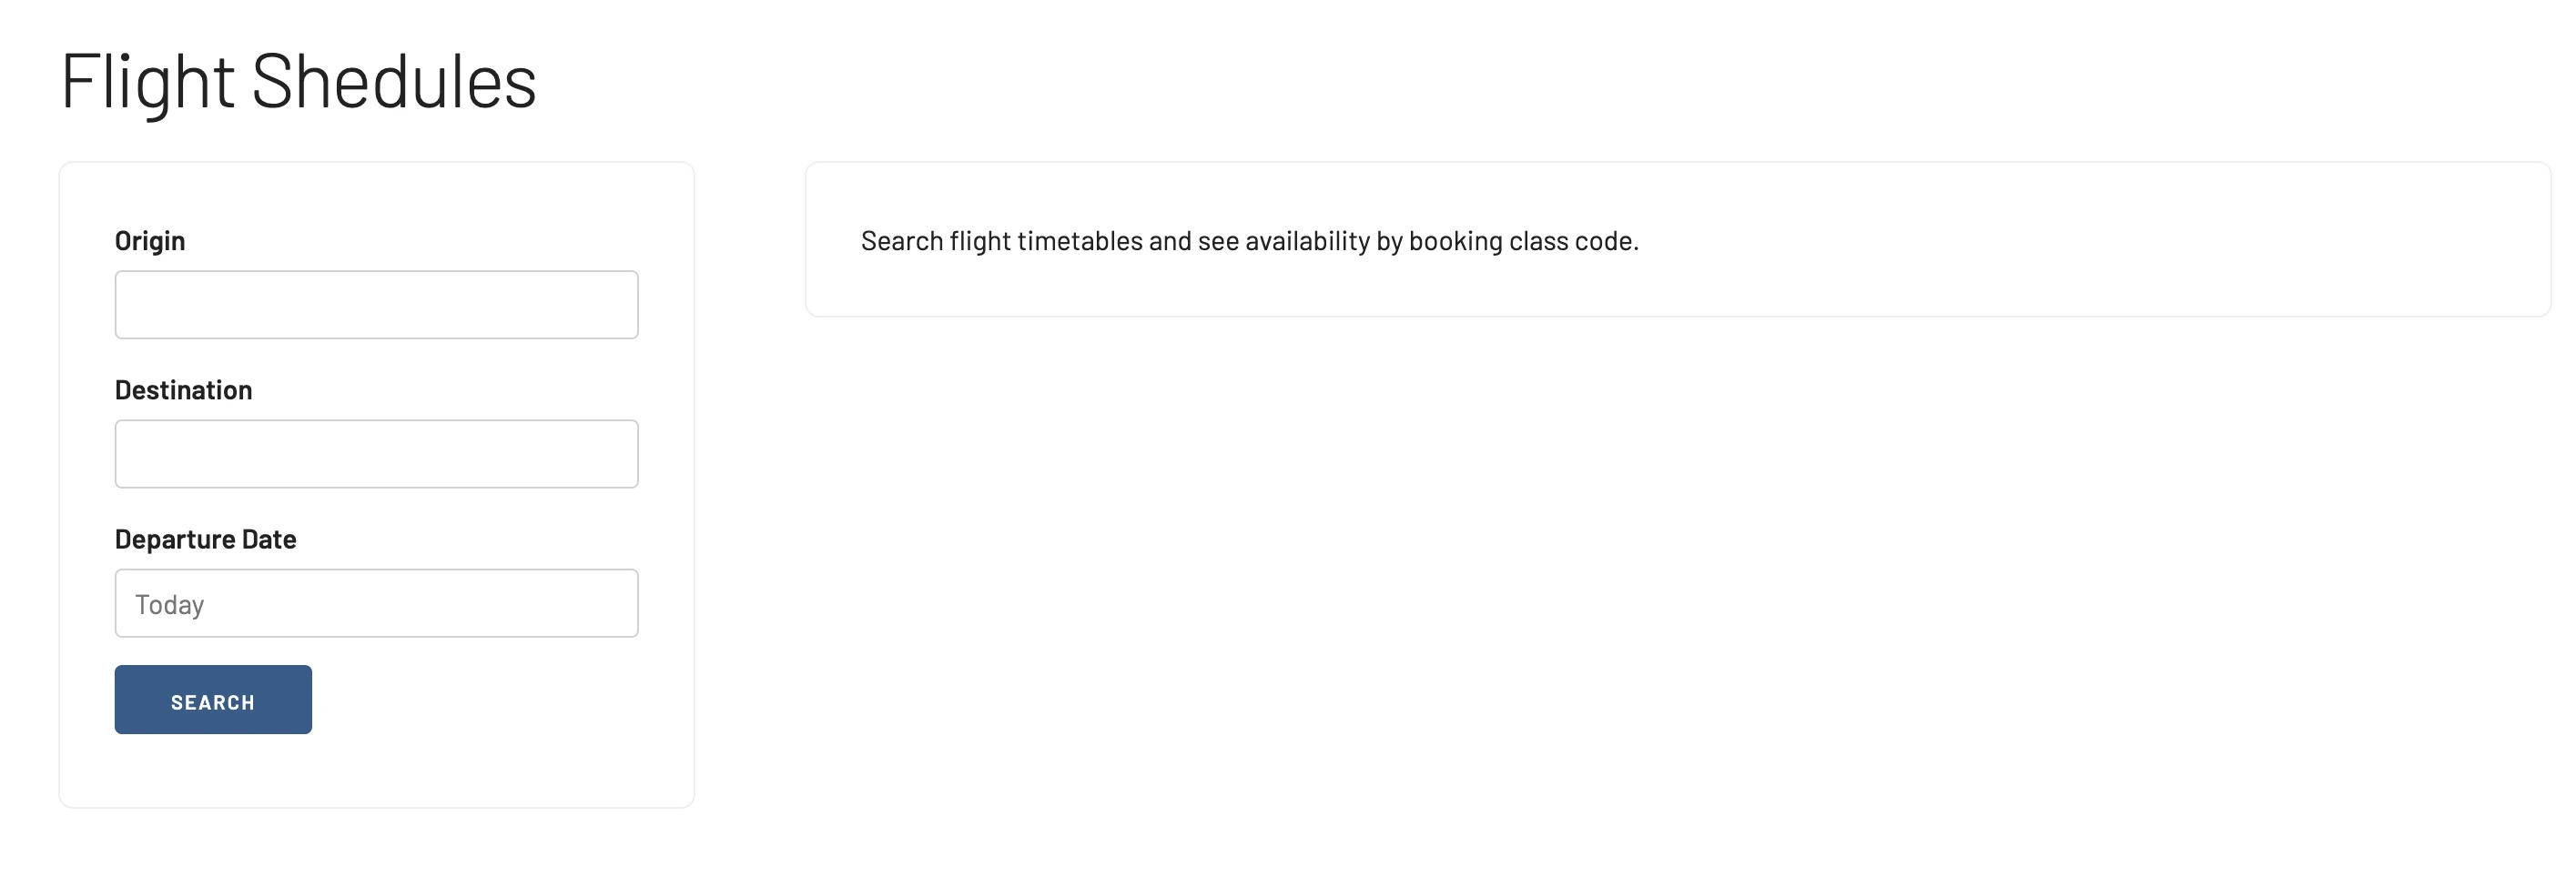 Flight Shedules
Origin
Destination
Departure Date
Today
SEARCH
Search flight timetables and see availability by booking class code.